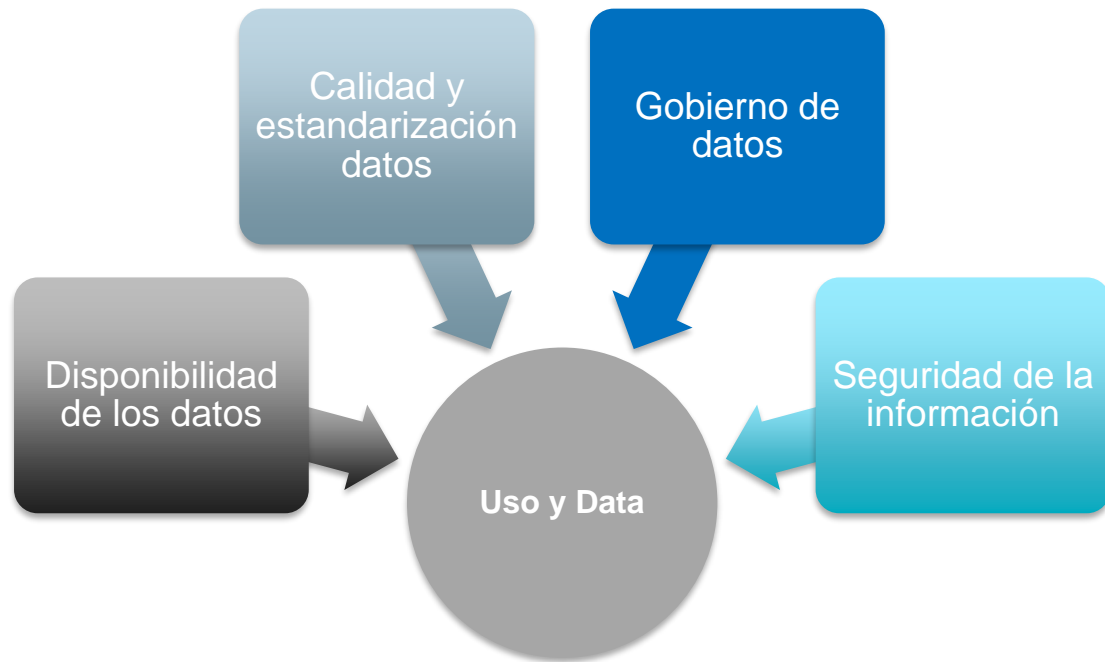 Calidad y
estandarización
datos
Gobierno de
datos
Disponibilidad
de los datos
Seguridad de la
información
Uso y Data